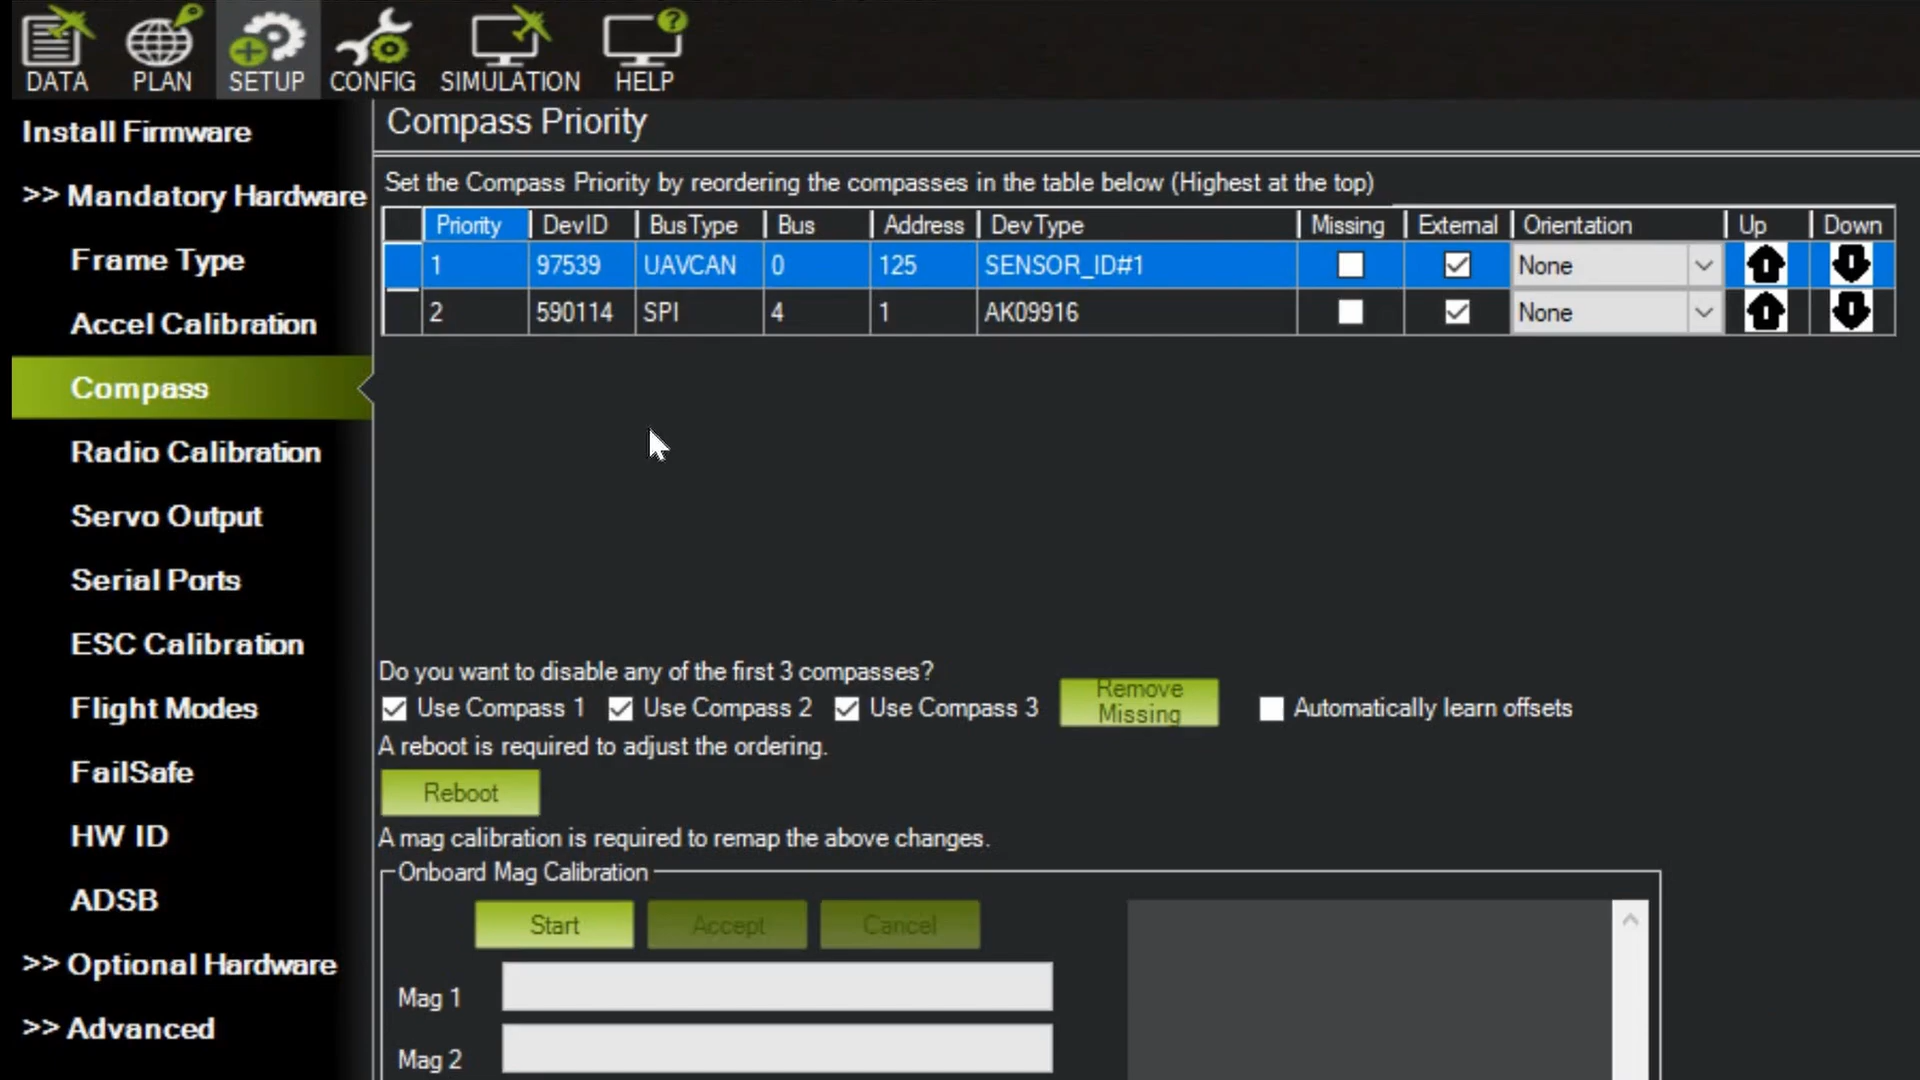 DATA PLAN SETUP CONFIG SIMULATION HELP
Install Firmware
>> Mandatory Hardware
Frame Type
Accel Calibration
Compass
Radio Calibration
Servo Output
Serial Ports
ESC Calibration
Flight Modes
FailSafe
HW ID
ADSB
>> Optional Hardware
>> Advanced
Compass Priority
Set the Compass Priority by reordering the compasses in the table below (Highest at the top)
Priority DevID BusType Bus Address DevType Missing External Orientation Up Down
1 97539 UAVCAN 0 125 SENSOR_ID#1 None
2 590114 SPI 4 1 AK09916 None
Do you want to disable any of the first 3 compasses?
Use Compass 1 Use Compass 2 Use Compass 3 Remove Missing Automatically learn offsets
A reboot is required to adjust the ordering.
Reboot
A mag calibration is required to remap the above changes.
Onboard Mag Calibration
Start Accept Cancel
Mag 1
Mag 2